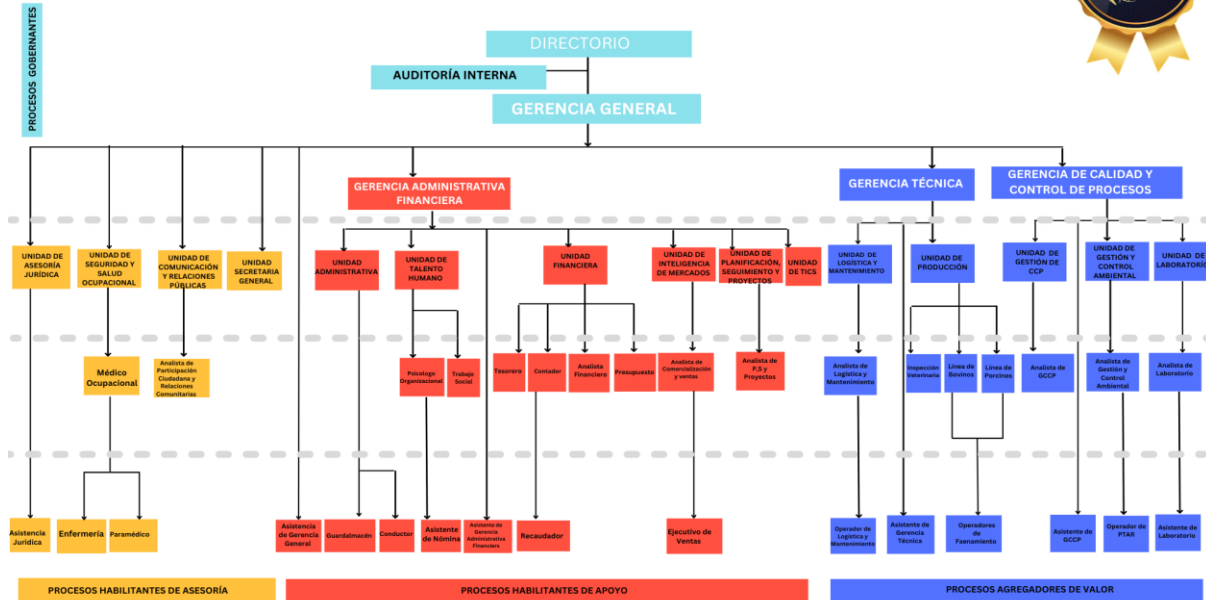 PROCESOS GOBERNANTES
DIRECTORIO
AUDITORÍA INTERNA
GERENCIA GENERAL
GERENCIA ADMINISTRATIVA
FINANCIERA
GERENCIA TÉCNICA
GERENCIA DE CALIDAD Y
CONTROL DE PROCESOS
UNIDAD DE
ASESORÍA
JURÍDICA
UNIDAD DE
SEGURIDAD Y
SALUD
OCUPACIONAL
UNIDAD DE
COMUNICACIÓN
Y RELACIONES
PÚBLICAS
UNIDAD
SECRETARIA
GENERAL
UNIDAD
ADMINISTRATIVA
UNIDAD DE
TALENTO
HUMANO
UNIDAD
FINANCIERA
UNIDAD DE
INTELIGENCIA
DE MERCADOS
UNIDAD DE
PLANIFICACIÓN,
SEGUIMIENTO Y
PROYECTOS
UNIDAD
DE TICS
UNIDAD DE
LOGÍSTICA Y
MANTENIMIENTO
UNIDAD DE
PRODUCCIÓN
UNIDAD DE
GESTIÓN DE
CCP
UNIDAD DE
GESTIÓN Y
CONTROL
AMBIENTAL
UNIDAD DE
LABORATORIO
Médico
Ocupacional
Analista de
Participación
Ciudadana y
Relaciones
Comunitarias
Psicologo
Organizacional
Trabajo
Social
Tesorero
Contador
Analista
Financiero
Presupuesto
Analista de
Comercialización
y ventas
Analista de
P,S y
Proyectos
Analista de
Logística y
Mantenimiento
Inspección
Veterinaria
Línea de
Bovinos
Línea de
Porcinos
Analista de
GCCP
Analista de
Gestión y
Control
Ambiental
Analista de
Laboratorio
Asistencia
Jurídica
Enfermería
Paramédico
Asistencia
de Gerencia
General
Guardalmacén
Conductor
Asistente
de Nómina
Asistente de
Gerencia
Administrativa
Financiers
Recaudador
Ejecutivo de
Ventas
Operador de
Logística y
Mantenimiento
Asistente de
Gerencia
Técnica
Operadores
de
Faenamiento
Asistente de
GCCP
Operador de
PTAR
Asistente de
Laboratorio
PROCESOS HABILITANTES DE ASESORÍA
PROCESOS HABILITANTES DE APOYO
PROCESOS AGREGADORES DE VALOR